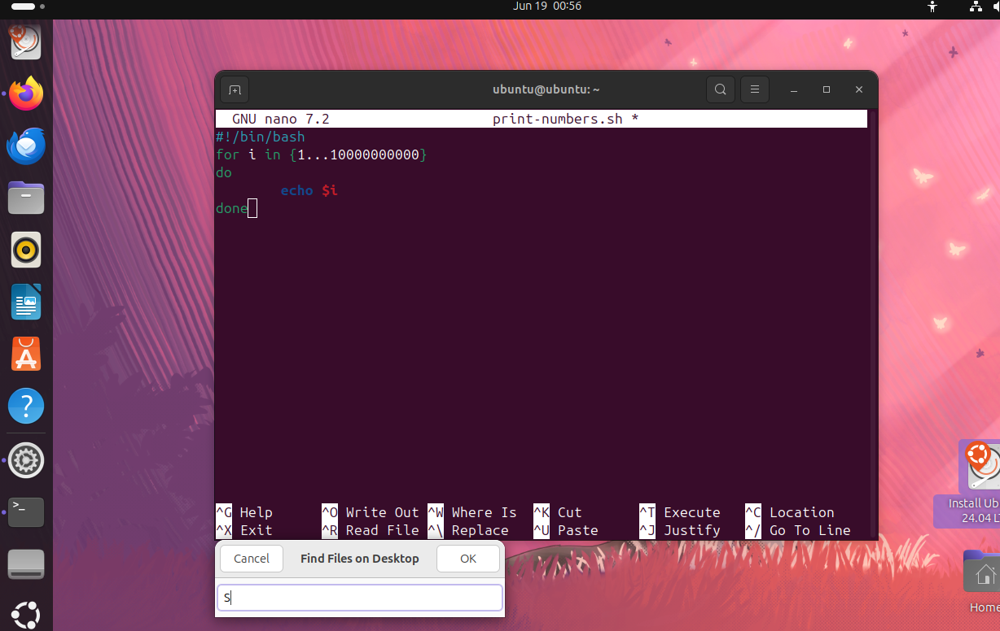 Jun 19 00:56
ubuntu@ubuntu: ~
GNU nano 7.2 print-numbers.sh *
#!/bin/bash
for i in {1...10000000000}
do
echo $i
done
^G Help ^O Write Out ^W Where Is ^K Cut ^T Execute ^C Location
^X Exit ^R Read File ^\ Replace ^U Paste ^J Justify ^/ Go To Line
Cancel Find Files on Desktop OK
S
Install Ub
24.04 LT
Home